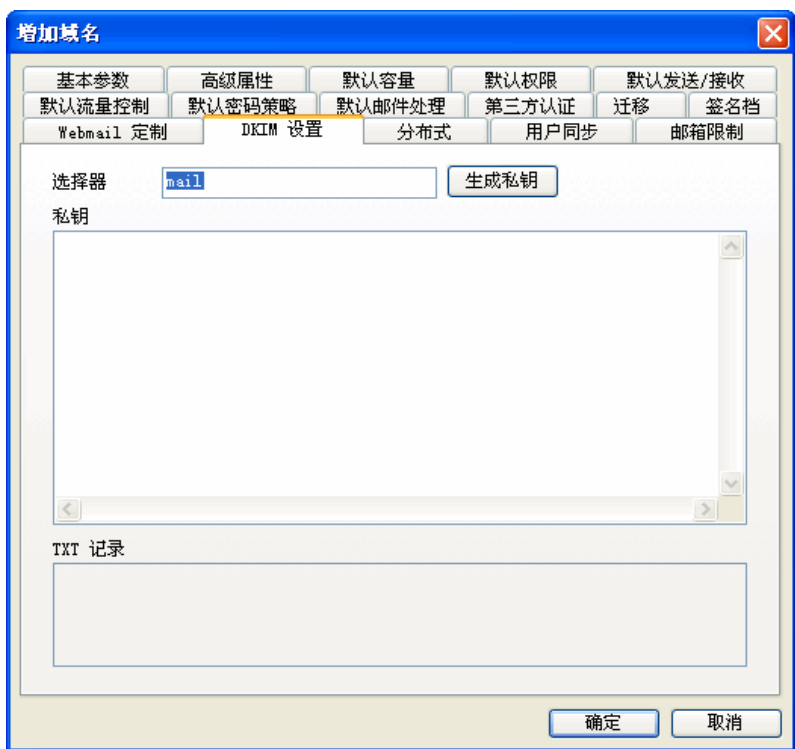 增加域名
基本参数 高级属性 默认容量 默认权限 默认发送/接收
默认流量控制 默认密码策略 默认邮件处理 第三方认证 迁移 签名档
Webmail 定制 DKIM 设置 分布式 用户同步 邮箱限制
选择器 mail 生成私钥
私钥
TXT 记录
确定 取消